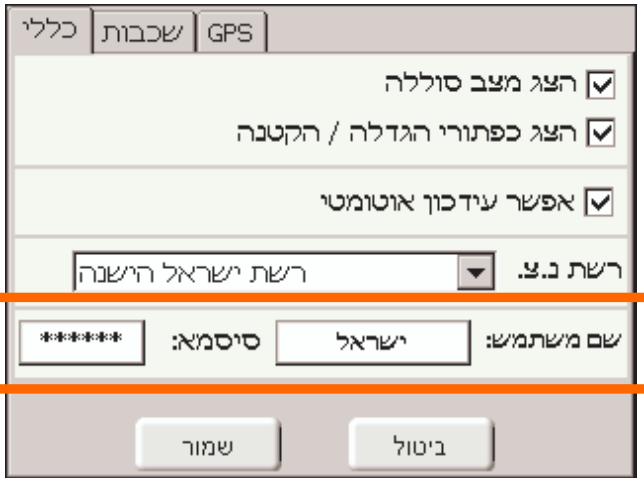 כללי שכבות GPS
הצג מצב סוללה
הצג כפתורי הגדלה / הקטנה
אפשר עידכון אוטומטי
רשת נ.צ. רשת ישראל הישנה
שם משתמש: ישראל סיסמא: ******
ביטול שמור